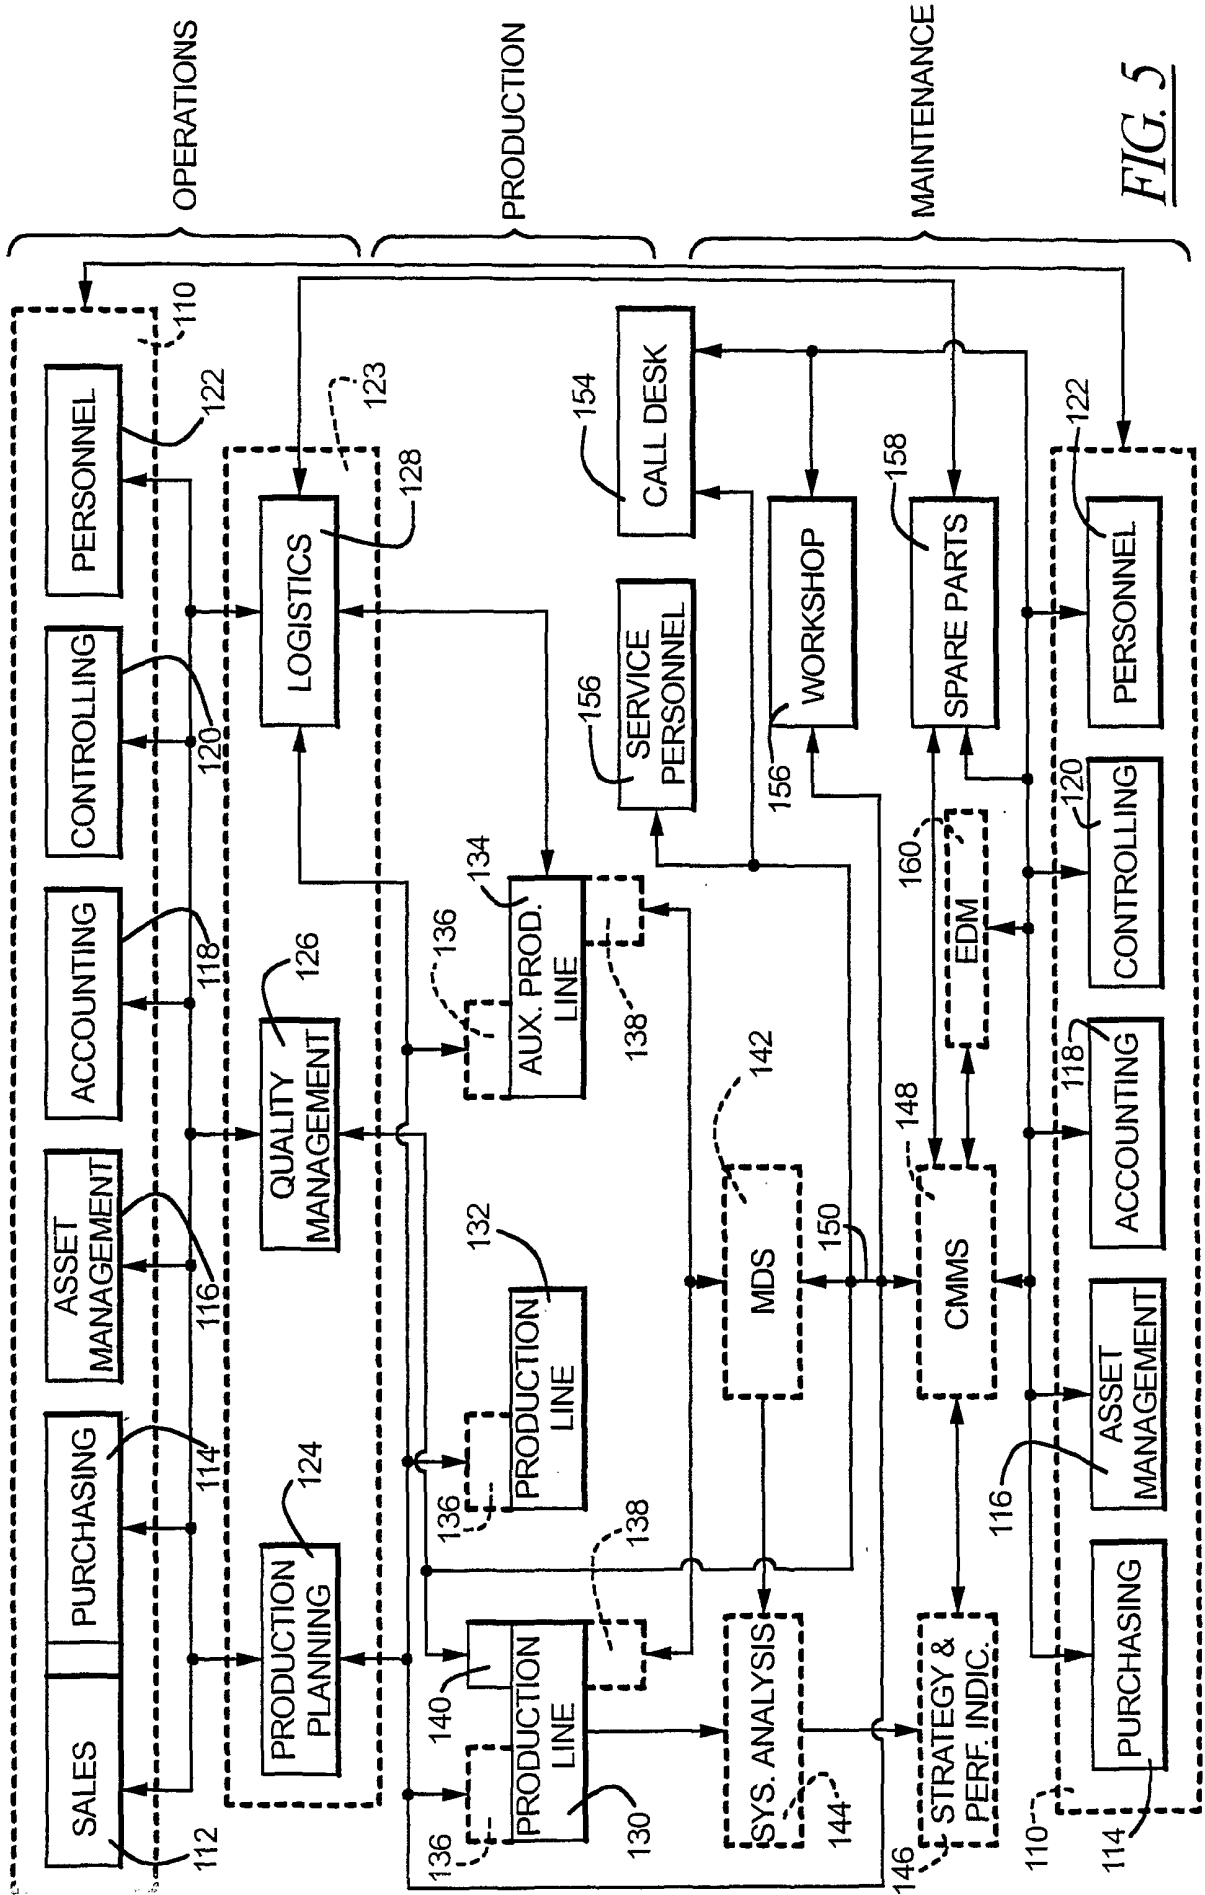 OPERATIONS
PRODUCTION
MAINTENANCE
FIG. 5
110
SALES
112
PURCHASING
114
ASSET
MANAGEMENT
116
ACCOUNTING
118
CONTROLLING
120
PERSONNEL
122
123
PRODUCTION
PLANNING
124
QUALITY
MANAGEMENT
126
LOGISTICS
128
136
140
PRODUCTION
LINE
130
138
136
PRODUCTION
LINE
132
136
AUX. PROD.
LINE
134
138
156
SERVICE
PERSONNEL
154
CALL DESK
SYS. ANALYSIS
144
MDS
142
150
156
WORKSHOP
146
STRATEGY &
PERF. INDIC.
CMMS
148
EDM
160
SPARE PARTS
158
110
PURCHASING
114
ASSET
MANAGEMENT
116
ACCOUNTING
118
CONTROLLING
120
PERSONNEL
122